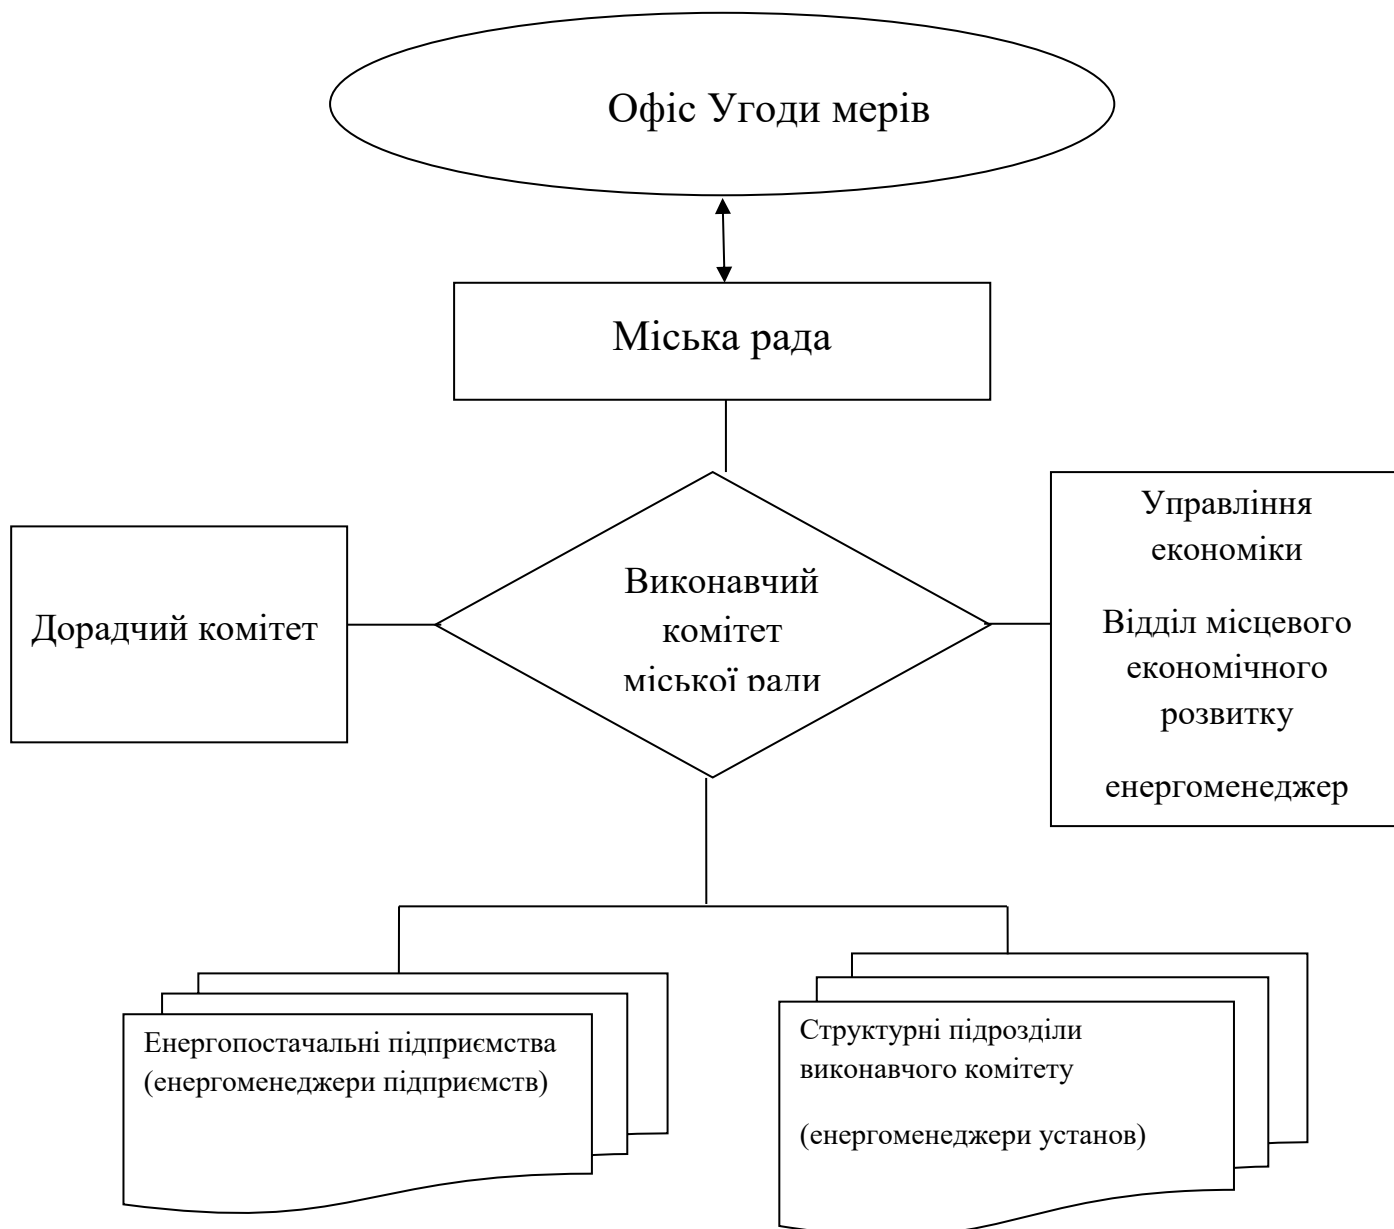 Офіс Угоди мерів
Міська рада
Дорадчий комітет
Виконавчий
комітет
міської ради
Управління
економіки
Відділ місцевого
економічного
розвитку
енергоменеджер
Енергопостачальні підприємства
(енергоменеджери підприємств)
Структурні підрозділи
виконавчого комітету
(енергоменеджери установ)